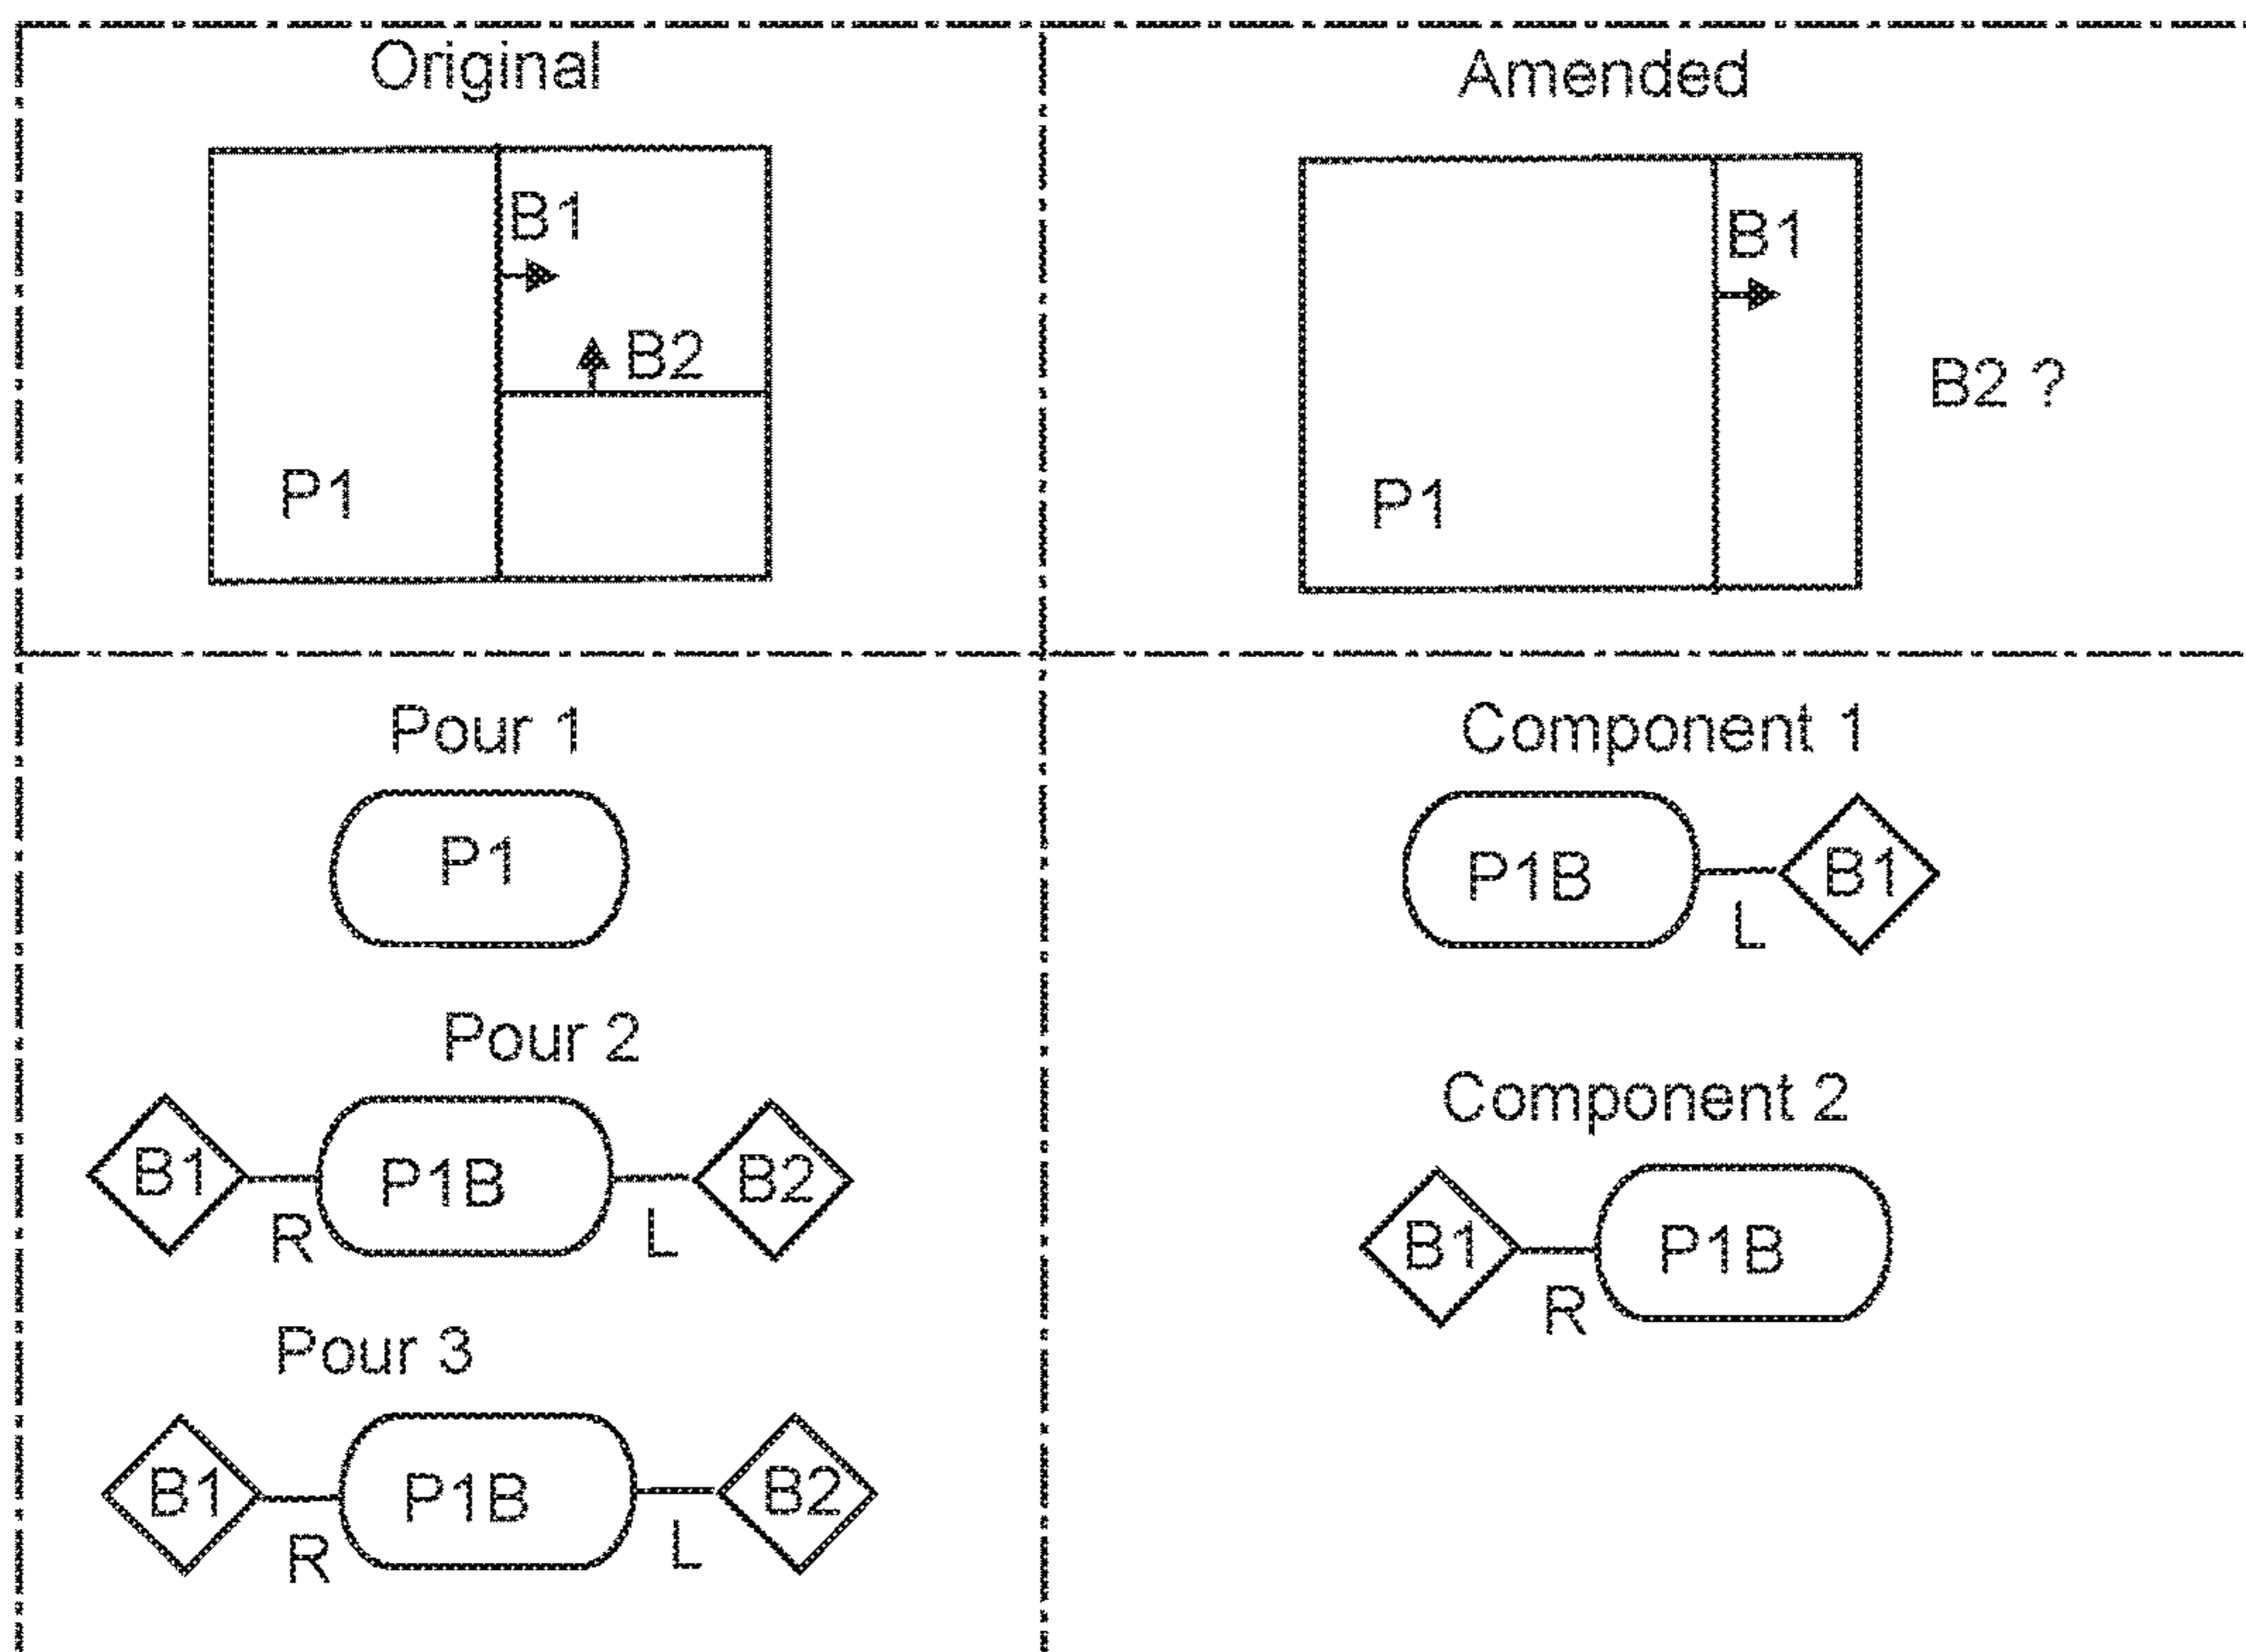 Original
B1
B2
P1
Amended
B1
B2 ?
P1
Pour 1
P1
Pour 2
B1 R P1B L B2
Pour 3
B1 R P1B L B2
Component 1
P1B L B1
Component 2
B1 R P1B